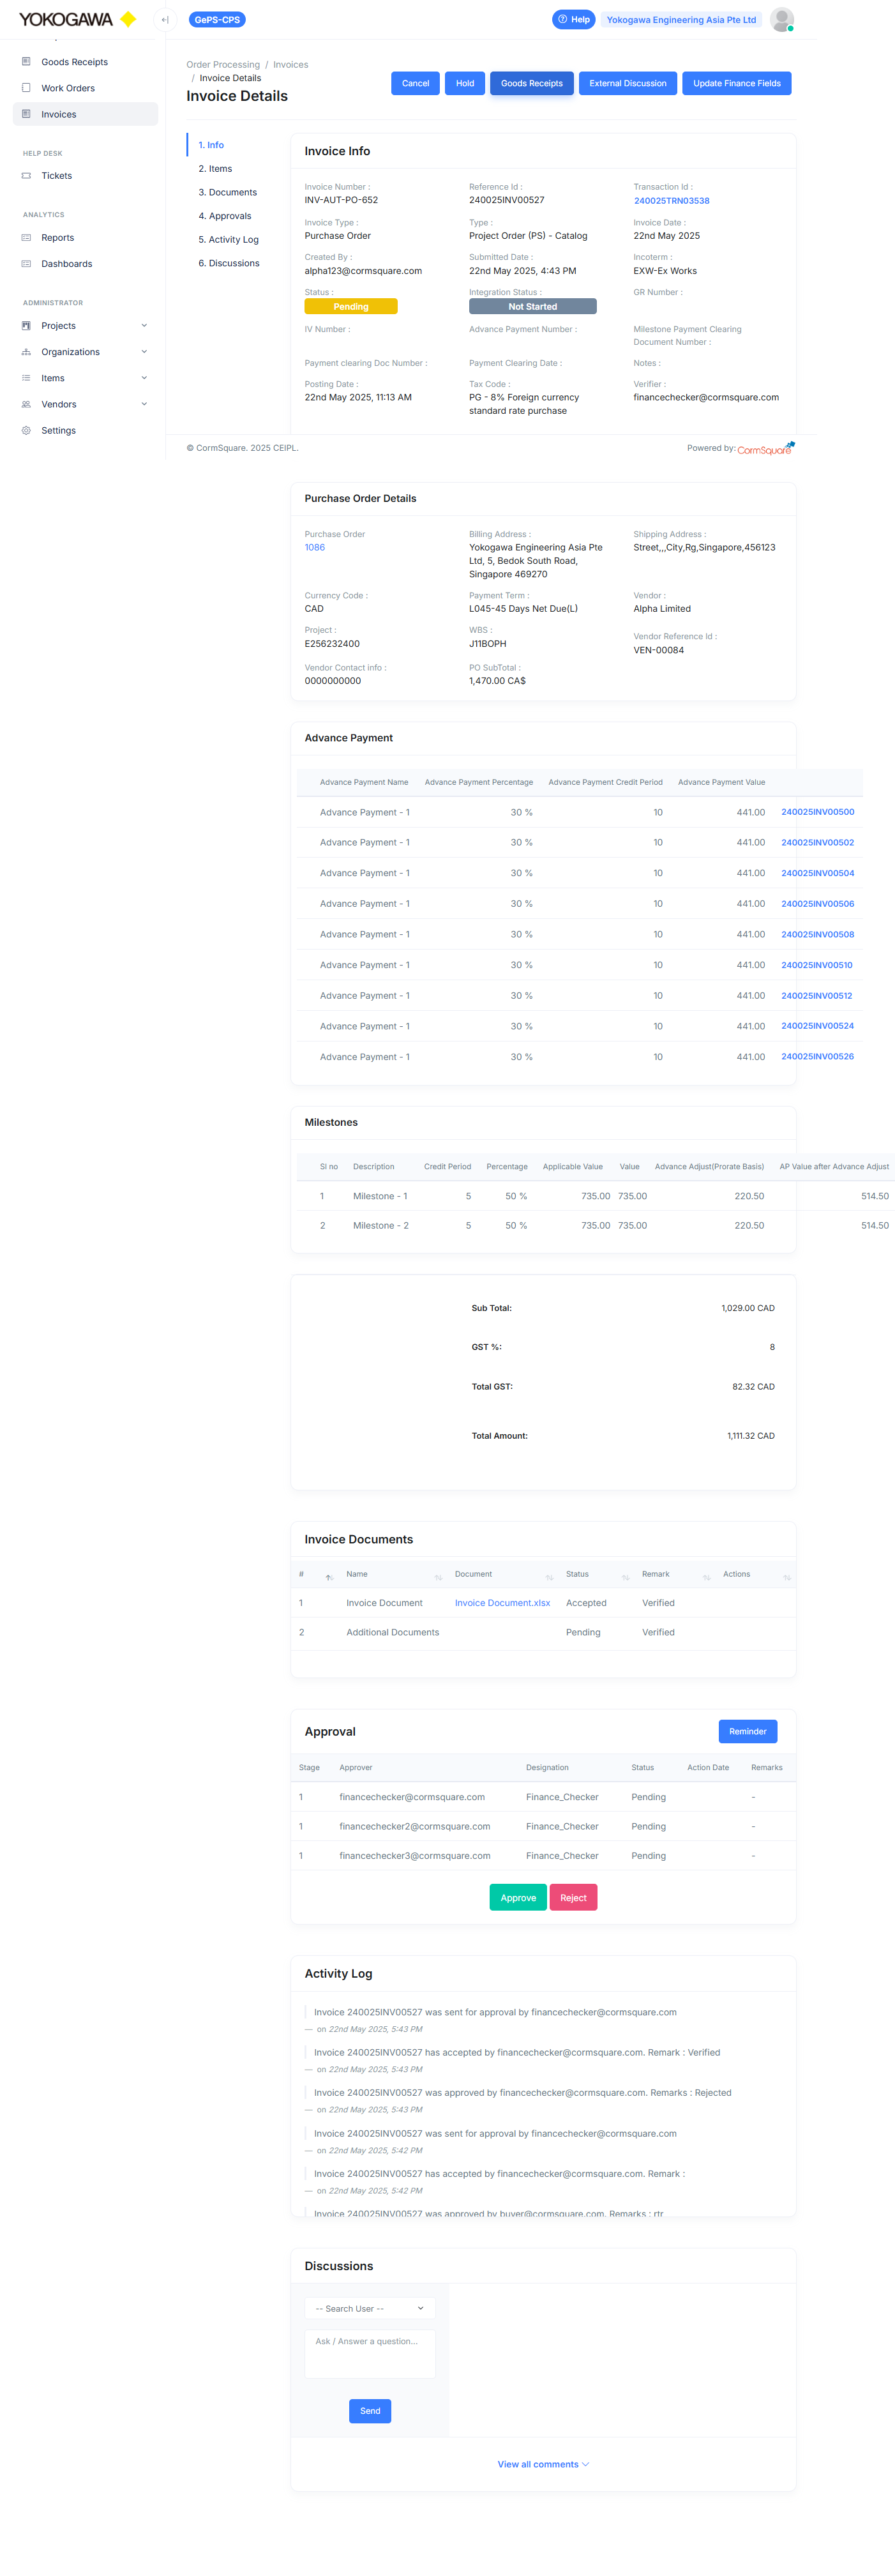 YOKOGAWA
GePS-CPS
Help
Yokogawa Engineering Asia Pte Ltd
Goods Receipts
Work Orders
Invoices
HELP DESK
Tickets
ANALYTICS
Reports
Dashboards
ADMINISTRATOR
Projects
Organizations
Items
Vendors
Settings
Order Processing / Invoices
/ Invoice Details
Invoice Details
Cancel
Hold
Goods Receipts
External Discussion
Update Finance Fields
1. Info
2. Items
3. Documents
4. Approvals
5. Activity Log
6. Discussions
Invoice Info
Invoice Number : Reference Id : Transaction Id :
INV-AUT-PO-652 240025INV00527 240025TRN03538
Invoice Type : Type : Invoice Date :
Purchase Order Project Order (PS) - Catalog 22nd May 2025
Created By : Submitted Date : Incoterm :
alpha123@cormsquare.com 22nd May 2025, 4:43 PM EXW-Ex Works
Status : Integration Status : GR Number :
Pending Not Started
IV Number : Advance Payment Number : Milestone Payment Clearing
Document Number :
Payment clearing Doc Number : Payment Clearing Date : Notes :
Posting Date : Tax Code : Verifier :
22nd May 2025, 11:13 AM PG - 8% Foreign currency financechecker@cormsquare.com
standard rate purchase
© CormSquare. 2025 CEIPL.
Powered by: CormSquare
Purchase Order Details
Purchase Order Billing Address : Shipping Address :
1086 Yokogawa Engineering Asia Pte Street,,,City,Rg,Singapore,456123
Ltd, 5, Bedok South Road,
Singapore 469270
Currency Code : Payment Term : Vendor :
CAD L045-45 Days Net Due(L) Alpha Limited
Project : WBS : Vendor Reference Id :
E256232400 J11BOPH VEN-00084
Vendor Contact info : PO SubTotal :
0000000000 1,470.00 CA$
Advance Payment
Advance Payment Name Advance Payment Percentage Advance Payment Credit Period Advance Payment Value
Advance Payment - 1 30 % 10 441.00 240025INV00500
Advance Payment - 1 30 % 10 441.00 240025INV00502
Advance Payment - 1 30 % 10 441.00 240025INV00504
Advance Payment - 1 30 % 10 441.00 240025INV00506
Advance Payment - 1 30 % 10 441.00 240025INV00508
Advance Payment - 1 30 % 10 441.00 240025INV00510
Advance Payment - 1 30 % 10 441.00 240025INV00512
Advance Payment - 1 30 % 10 441.00 240025INV00524
Advance Payment - 1 30 % 10 441.00 240025INV00526
Milestones
Sl no Description Credit Period Percentage Applicable Value Value Advance Adjust(Prorate Basis) AP Value after Advance Adjust
1 Milestone - 1 5 50 % 735.00 735.00 220.50 514.50
2 Milestone - 2 5 50 % 735.00 735.00 220.50 514.50
Sub Total: 1,029.00 CAD
GST %: 8
Total GST: 82.32 CAD
Total Amount: 1,111.32 CAD
Invoice Documents
# Name Document Status Remark Actions
1 Invoice Document Invoice Document.xlsx Accepted Verified
2 Additional Documents Pending Verified
Approval
Reminder
Stage Approver Designation Status Action Date Remarks
1 financechecker@cormsquare.com Finance_Checker Pending -
1 financechecker2@cormsquare.com Finance_Checker Pending -
1 financechecker3@cormsquare.com Finance_Checker Pending -
Approve Reject
Activity Log
Invoice 240025INV00527 was sent for approval by financechecker@cormsquare.com
— on 22nd May 2025, 5:43 PM
Invoice 240025INV00527 has accepted by financechecker@cormsquare.com. Remark : Verified
— on 22nd May 2025, 5:43 PM
Invoice 240025INV00527 was approved by financechecker@cormsquare.com. Remarks : Rejected
— on 22nd May 2025, 5:43 PM
Invoice 240025INV00527 was sent for approval by financechecker@cormsquare.com
— on 22nd May 2025, 5:42 PM
Invoice 240025INV00527 has accepted by financechecker@cormsquare.com. Remark :
— on 22nd May 2025, 5:42 PM
Invoice 240025INV00527 was approved by buyer@cormsquare.com. Remarks : rtr
Discussions
-- Search User --
Ask / Answer a question...
Send
View all comments